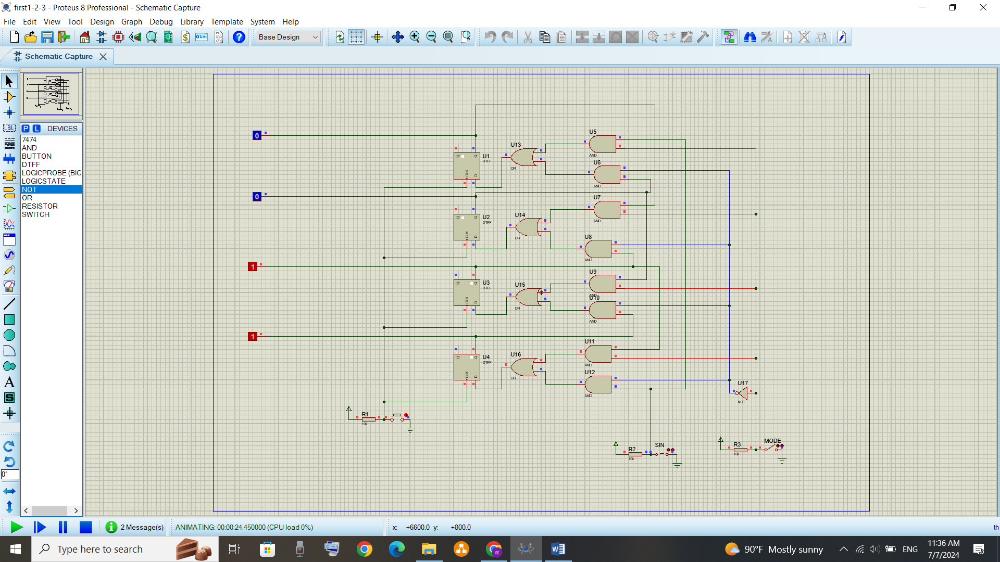 first1-2-3 - Proteus 8 Professional - Schematic Capture
File Edit View Tool Design Graph Debug Library Template System Help
Base Design
Schematic Capture
P L DEVICES
7474
AND
BUTTON
DTFF
LOGICPROBE (BIG
LOGICSTATE
NOT
OR
RESISTOR
SWITCH
LBL
A
S
0°
0
0
1
1
U1
DTFF
Q
CLK
D
U2
DTFF
Q
CLK
D
U3
DTFF
Q
CLK
D
U4
DTFF
Q
CLK
D
U13
OR
U14
OR
U15
OR
U16
OR
U5
AND
U6
AND
U7
AND
U8
AND
U9
AND
U10
AND
U11
AND
U12
AND
U17
NOT
R1
10k
R2
10k
SIN
R3
10k
MODE
2 Message(s)
ANIMATING: 00:00:24.450000 (CPU load 0%)
x: +6600.0 y: +800.0
th
Type here to search
90°F Mostly sunny
ENG
11:36 AM
7/7/2024